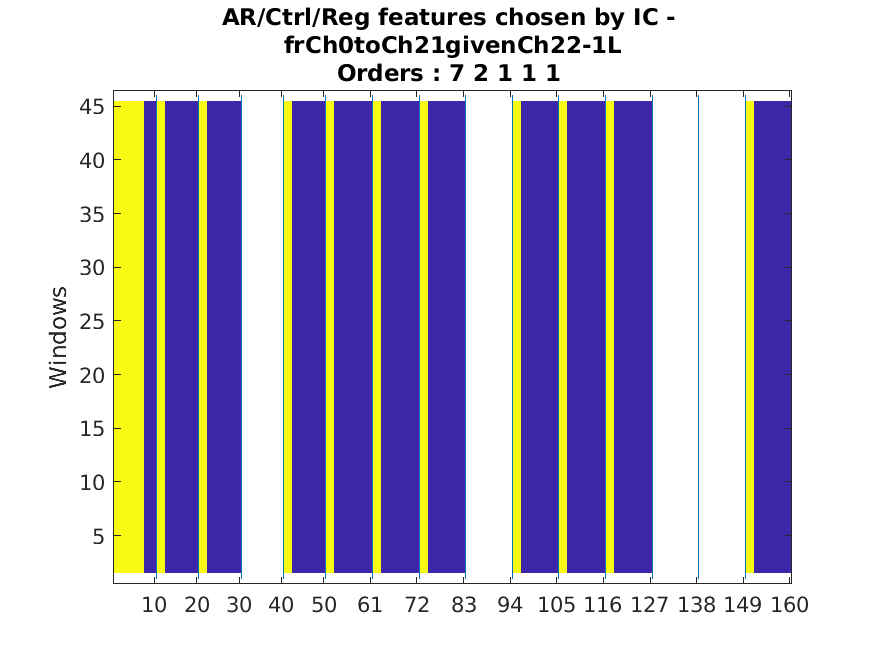 AR/Ctrl/Reg features chosen by IC -
frCh0toCh21givenCh22-1L
Orders : 7 2 1 1 1
45
40
35
30
25
20
15
10
5
Windows
10 20 30 40 50 61 72 83 94 105 116 127 138 149 160